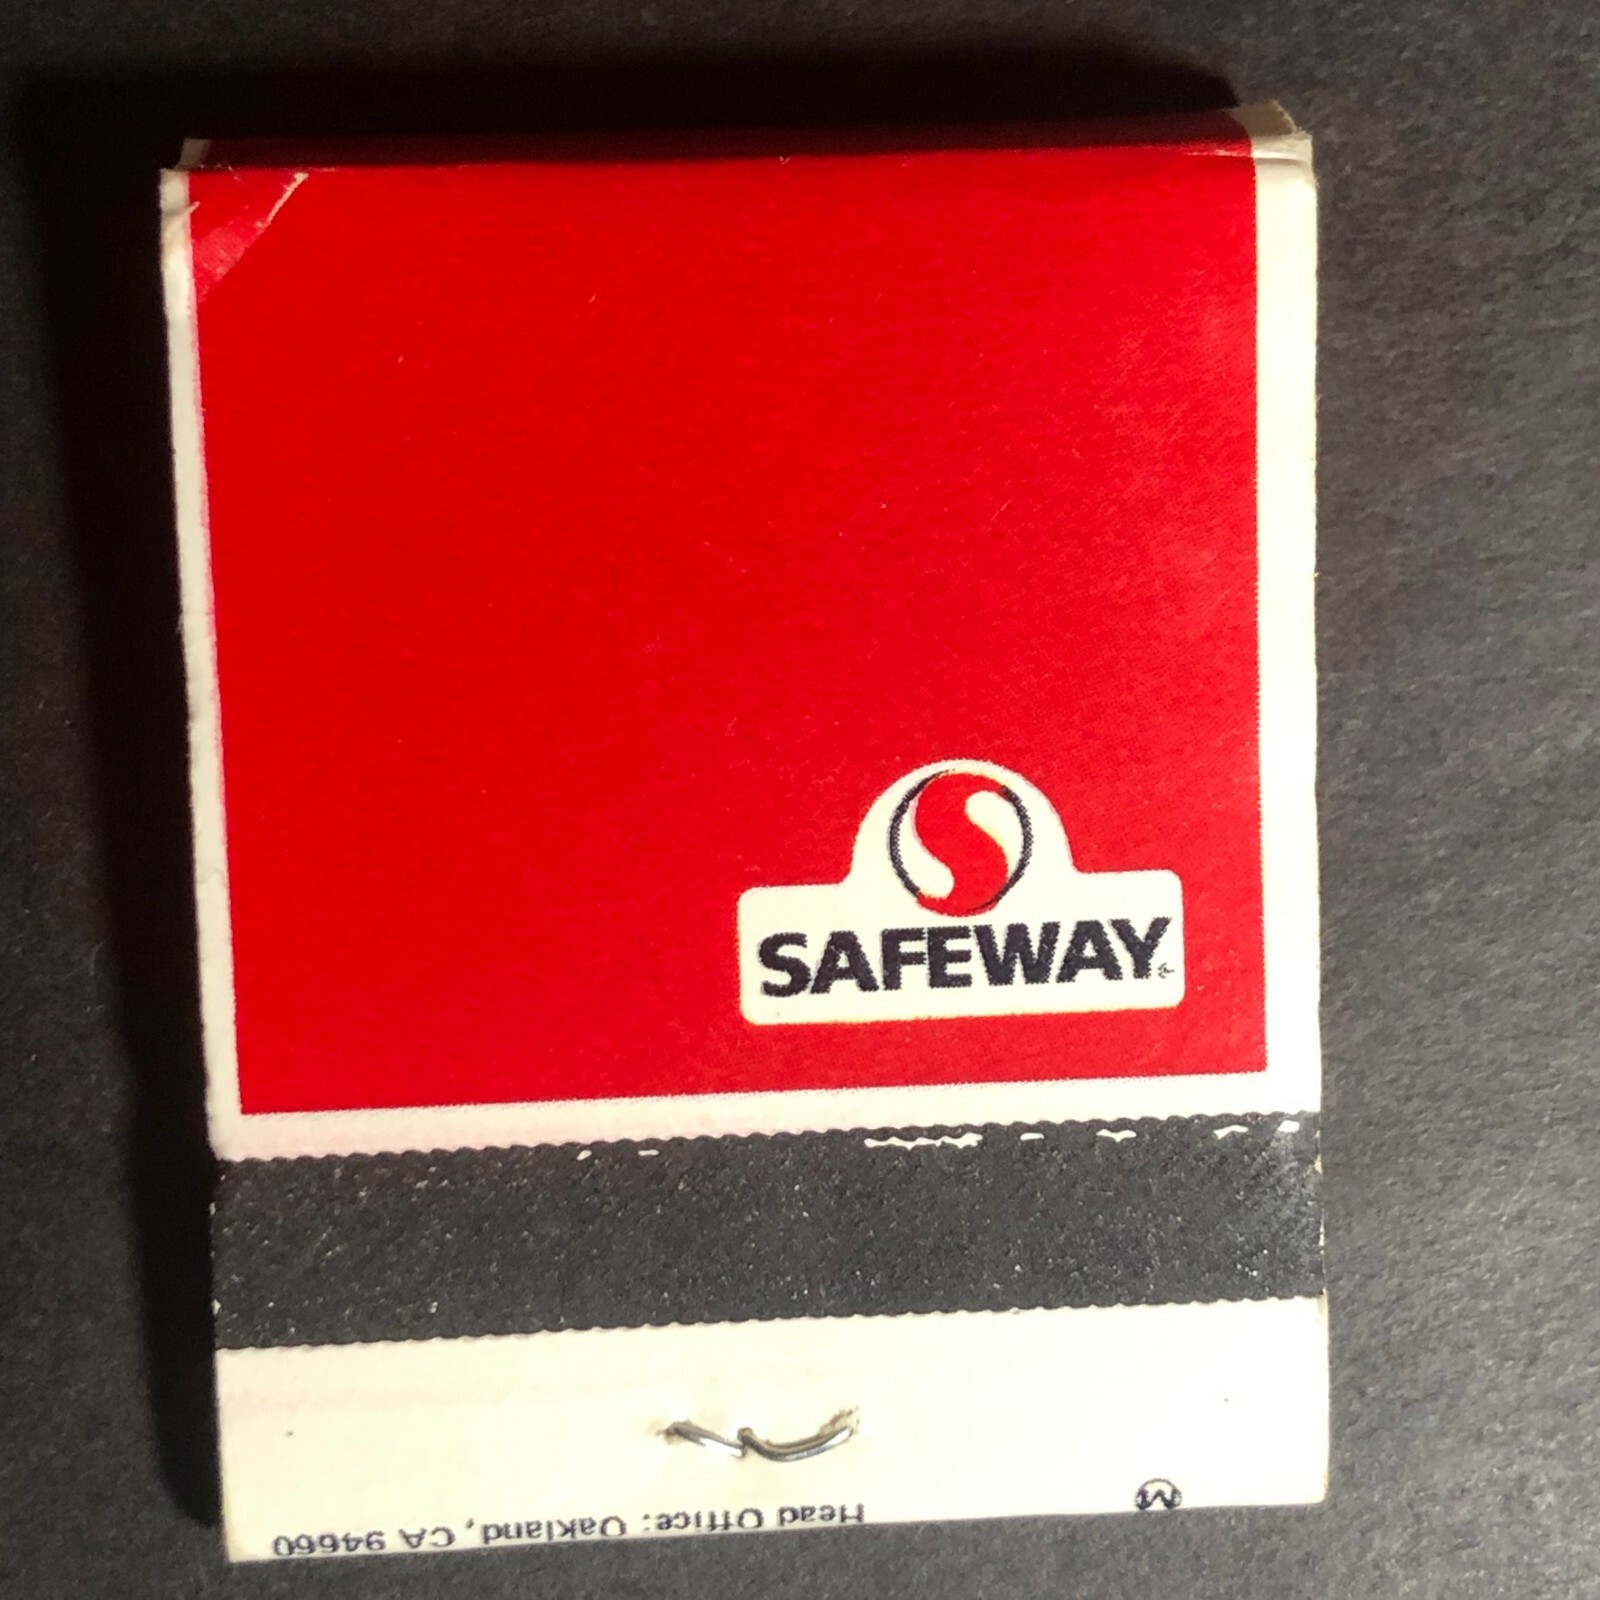 SAFEWAY
Head Office: Oakland, CA 94660
M